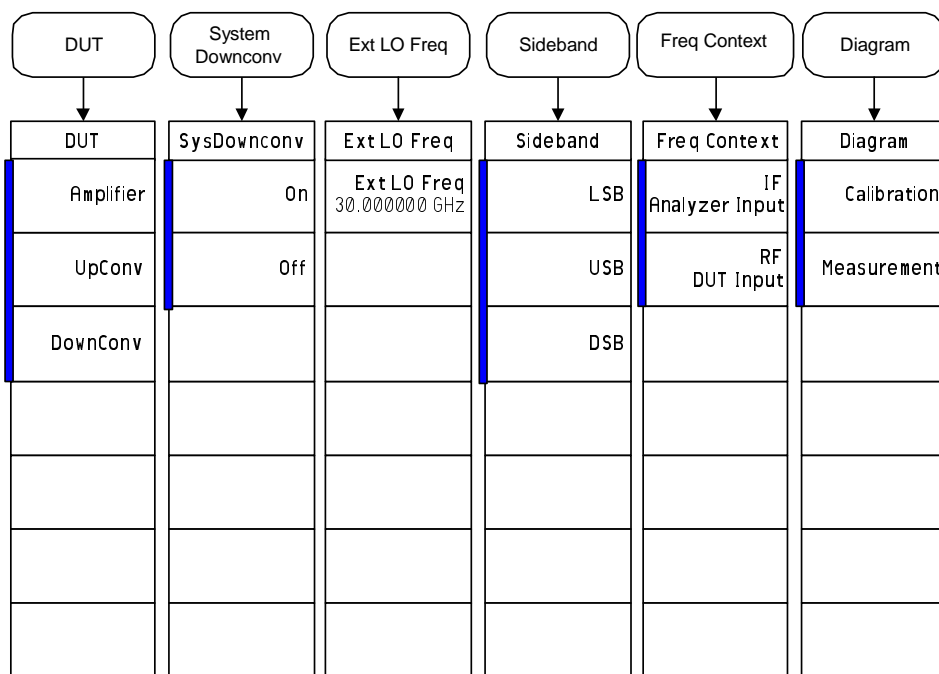 DUT
System
Downconv
Ext LO Freq
Sideband
Freq Context
Diagram
DUT
Amplifier
UpConv
DownConv
SysDownconv
On
Off
Ext LO Freq
Ext LO Freq
30.000000 GHz
Sideband
LSB
USB
DSB
Freq Context
IF
Analyzer Input
RF
DUT Input
Diagram
Calibration
Measurement